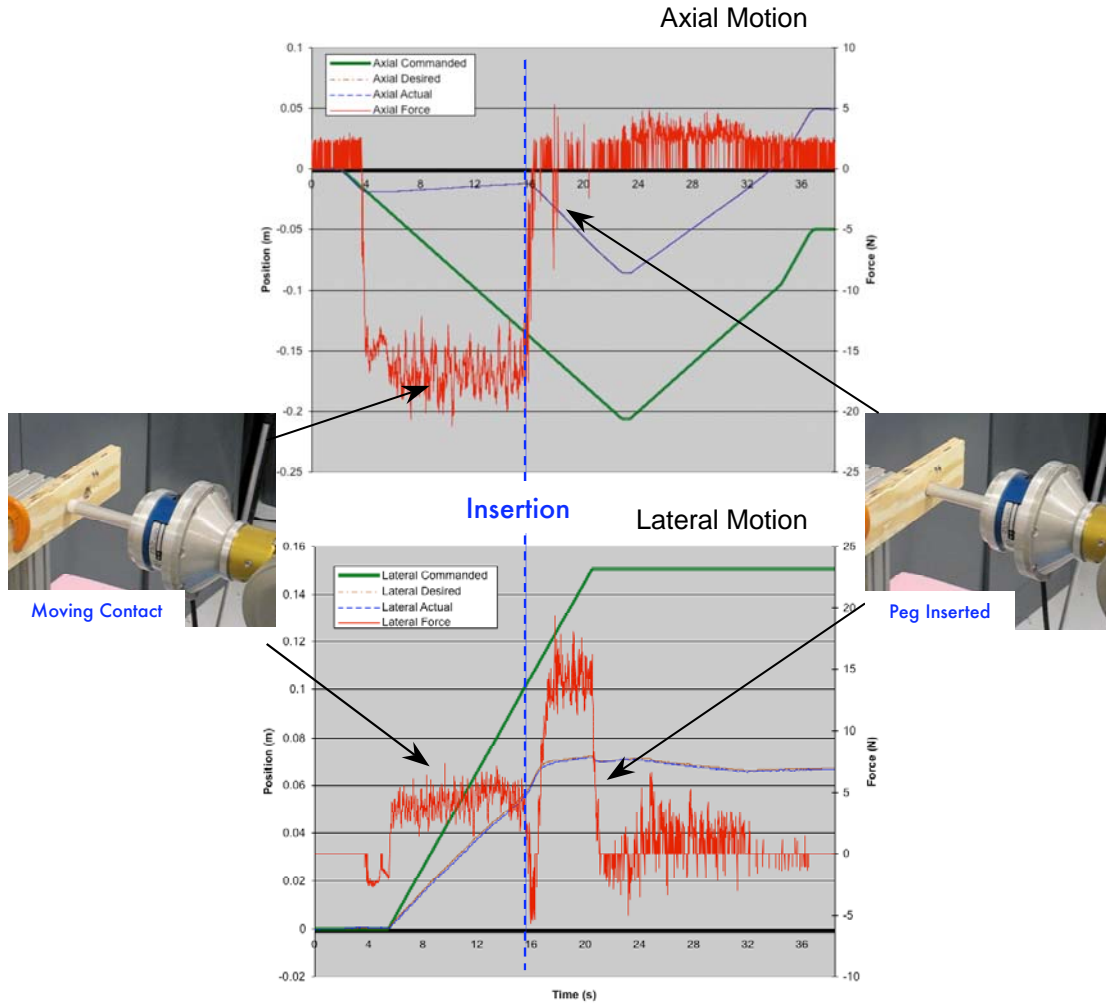 Axial Motion
0.1
0.05
0
-0.05
-0.1
-0.15
-0.2
-0.25
Position (m)
Axial Commanded
Axial Desired
Axial Actual
Axial Force
0 4 8 12 16 20 24 28 32 36
10
5
0
-5
-10
-15
-20
-25
Force (N)
Moving Contact
Insertion
Peg Inserted
Lateral Motion
0.16
0.14
0.12
0.1
0.08
0.06
0.04
0.02
0
-0.02
Position (m)
Lateral Commanded
Lateral Desired
Lateral Actual
Lateral Force
0 4 8 12 16 20 24 28 32 36
25
20
15
10
5
0
-5
-10
Force (N)
Time (s)